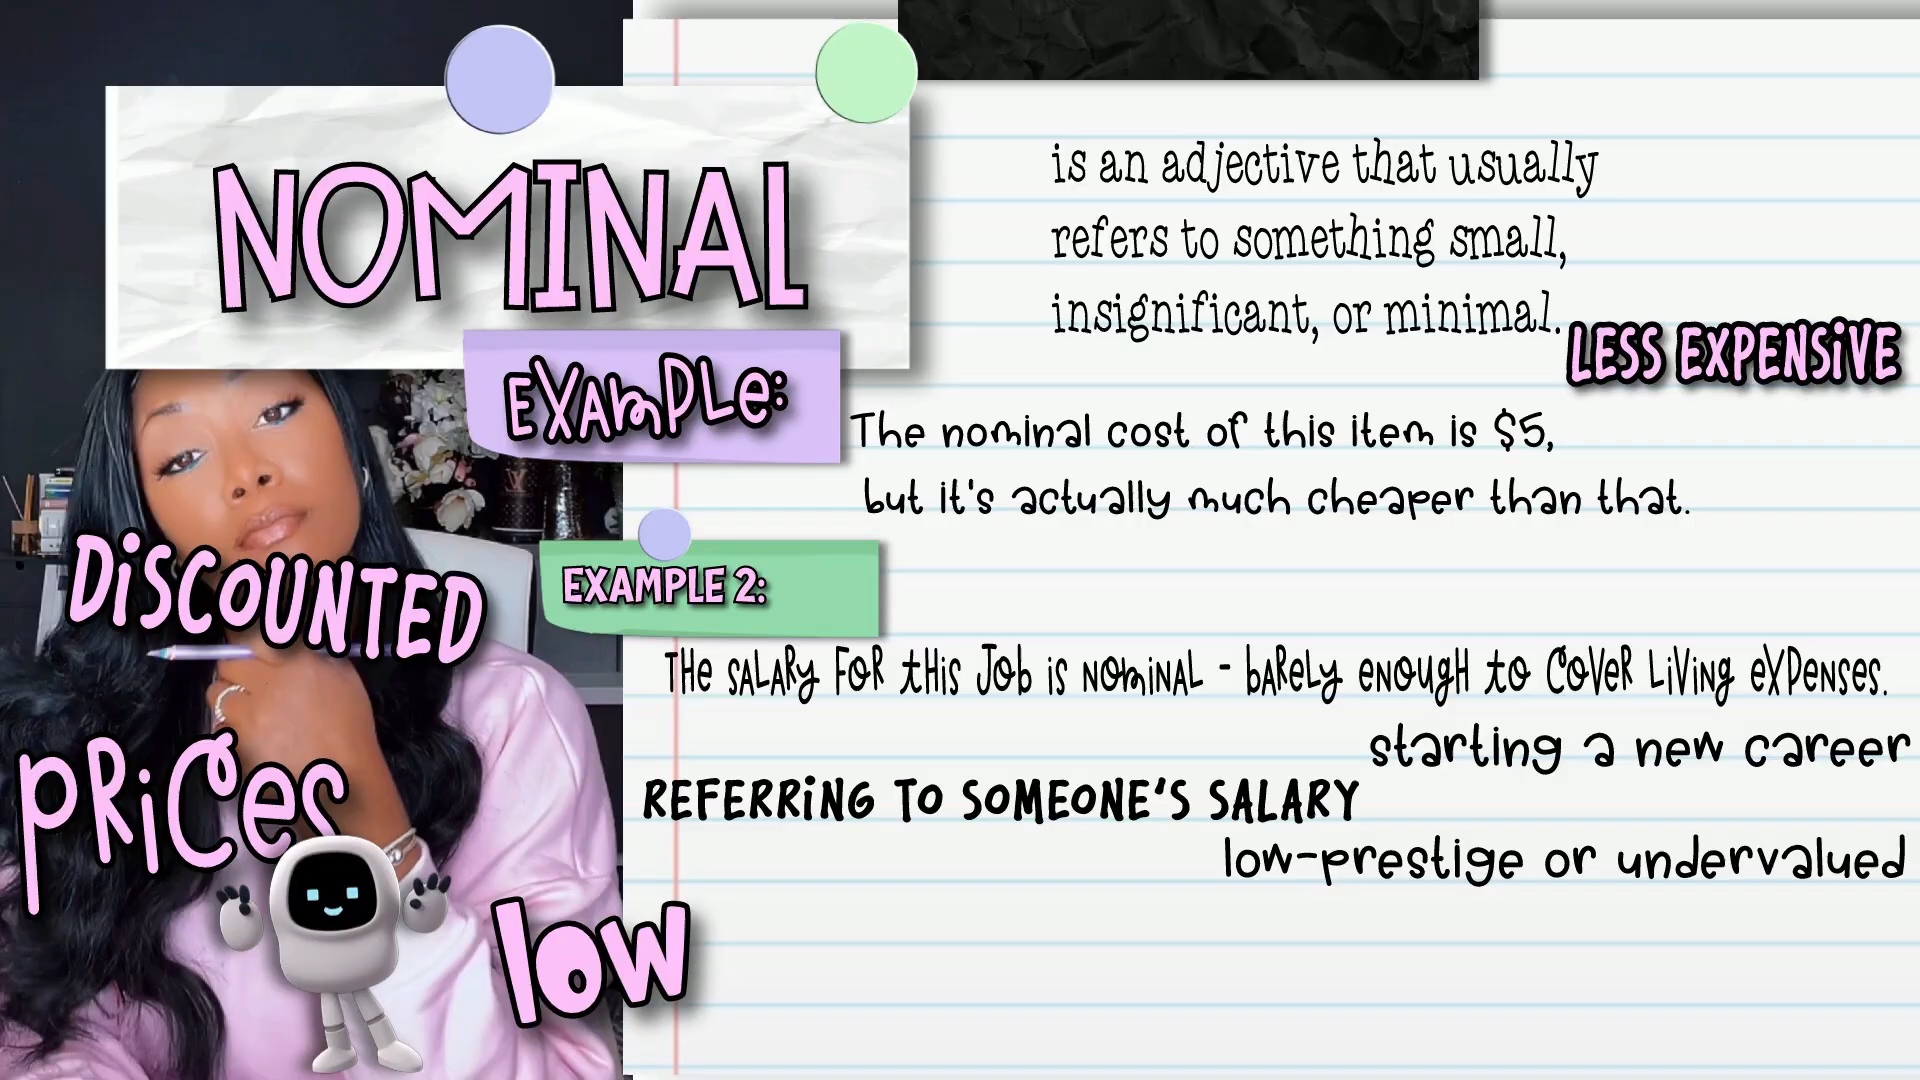 NOMINAL
is an adjective that usually
refers to something small,
insignificant, or minimal.
LESS EXPENSIVE
EXAMPLE:
The nominal cost of this item is $5,
but it's actually much cheaper than that.
DISCOUNTED
EXAMPLE 2:
THE SALARY FOR tHiS JOb iS NOmiNAL - bARELy ENOUgH to COVER LiViNg EXPENSES.
starting a new career
PRiCes
REFERRING TO SOMEONE'S SALARY
low-prestige or undervalued
low